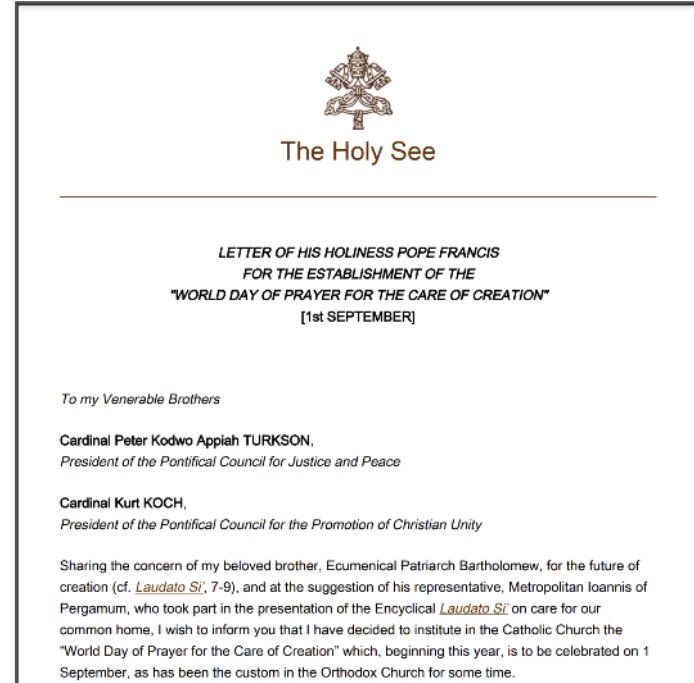 The Holy See
LETTER OF HIS HOLINESS POPE FRANCIS
FOR THE ESTABLISHMENT OF THE
"WORLD DAY OF PRAYER FOR THE CARE OF CREATION"
[1st SEPTEMBER]
To my Venerable Brothers
Cardinal Peter Kodwo Appiah TURKSON,
President of the Pontifical Council for Justice and Peace
Cardinal Kurt KOCH,
President of the Pontifical Council for the Promotion of Christian Unity
Sharing the concern of my beloved brother, Ecumenical Patriarch Bartholomew, for the future of
creation (cf. Laudato Si', 7-9), and at the suggestion of his representative, Metropolitan Ioannis of
Pergamum, who took part in the presentation of the Encyclical Laudato Si' on care for our
common home, I wish to inform you that I have decided to institute in the Catholic Church the
"World Day of Prayer for the Care of Creation" which, beginning this year, is to be celebrated on 1
September, as has been the custom in the Orthodox Church for some time.